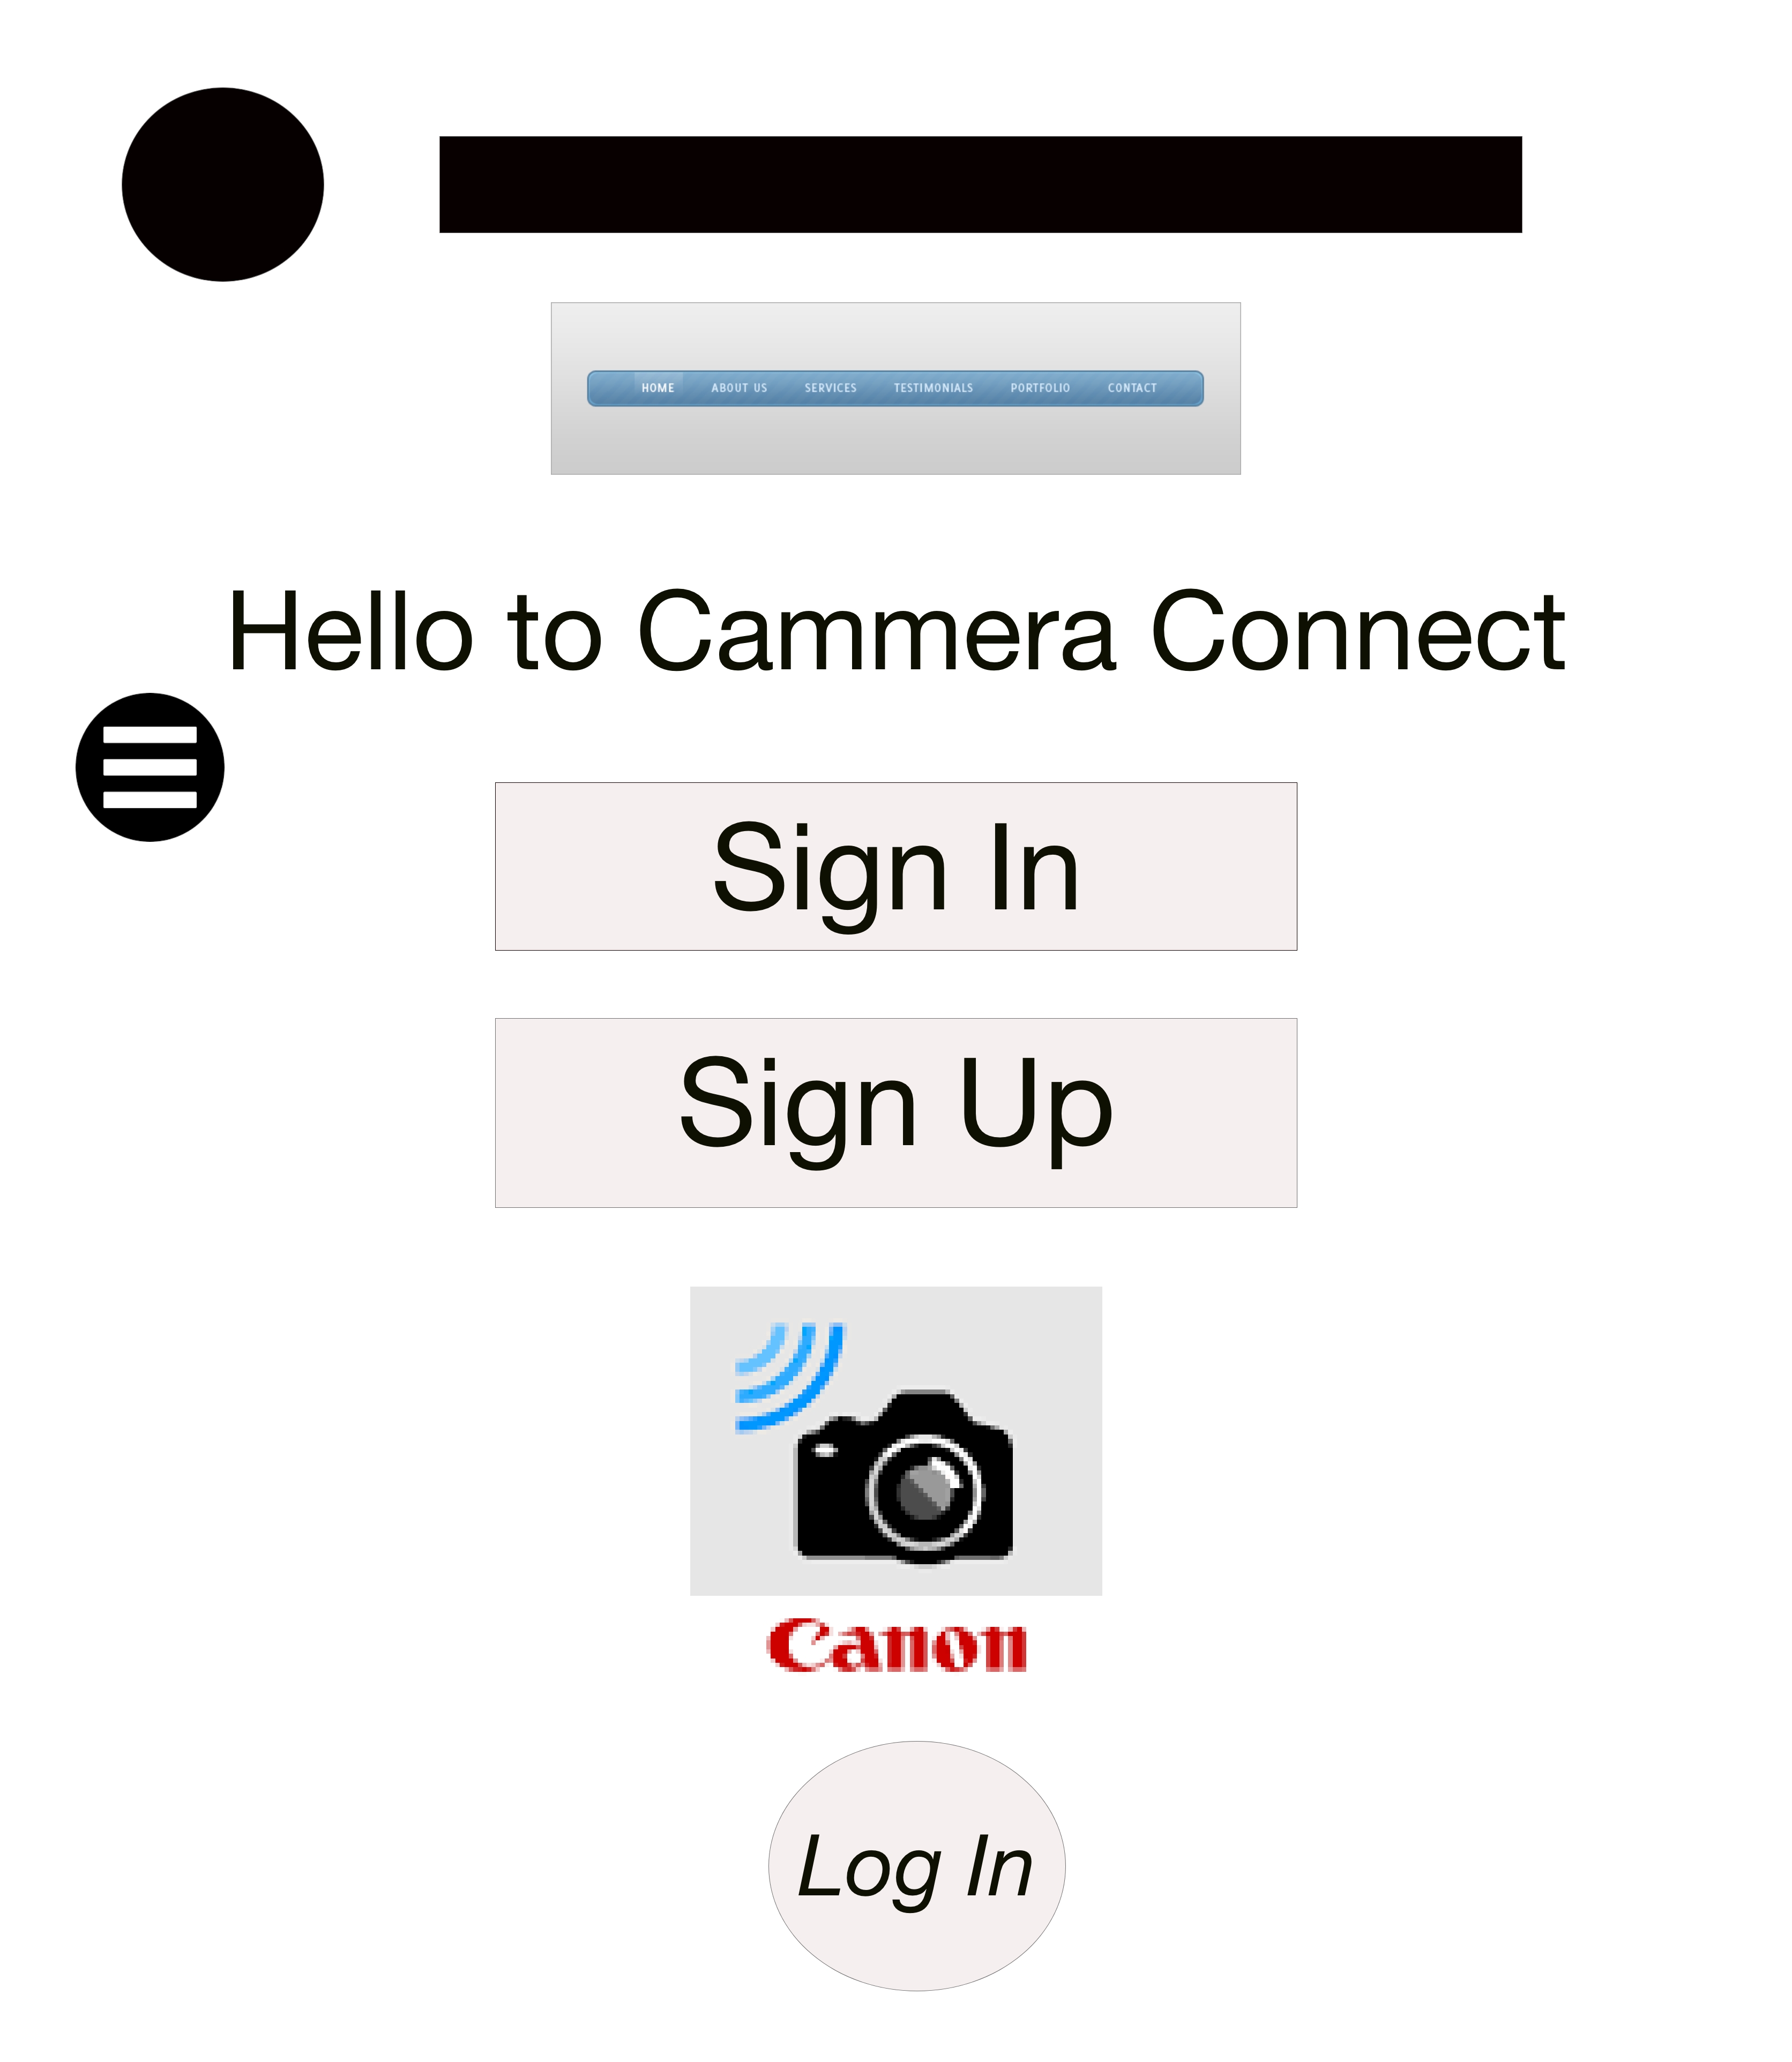 HOME ABOUT US SERVICES TESTIMONIALS PORTFOLIO CONTACT
Hello to Cammera Connect
Sign In
Sign Up
Canon
Log In